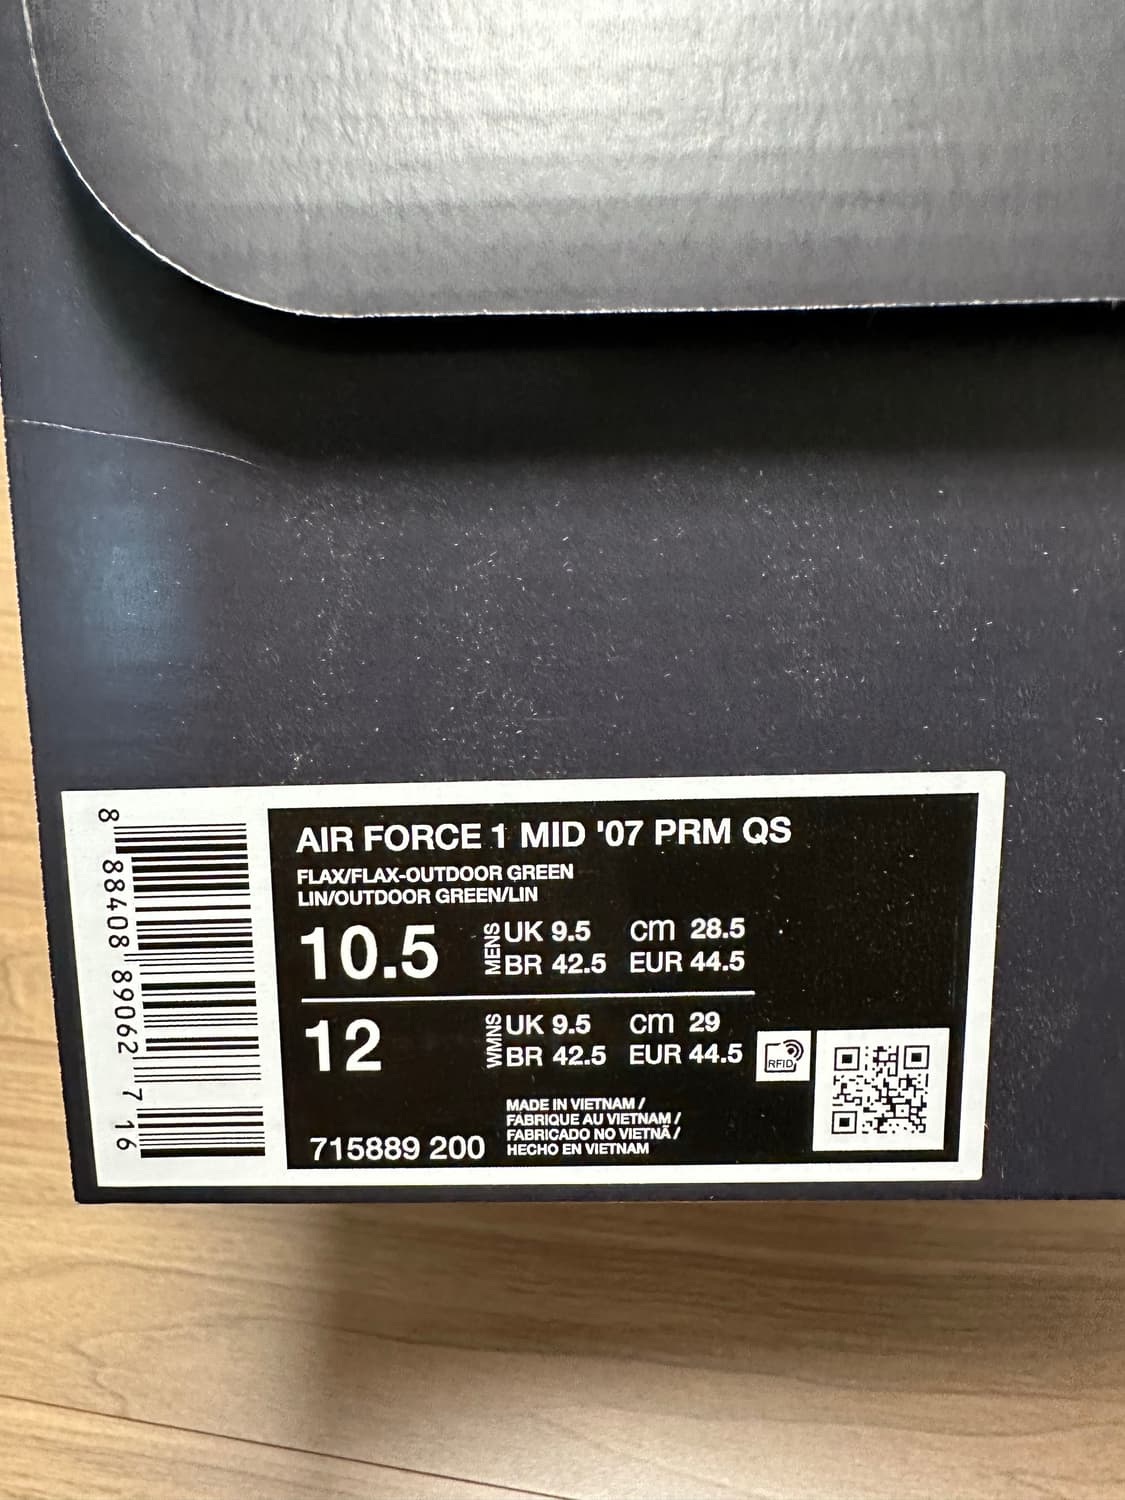 AIR FORCE 1 MID '07 PRM QS
FLAX/FLAX-OUTDOOR GREEN
LIN/OUTDOOR GREEN/LIN
10.5
MENS
UK 9.5 cm 28.5
BR 42.5 EUR 44.5
12
WMNS
UK 9.5 cm 29
BR 42.5 EUR 44.5
RFID
MADE IN VIETNAM /
FABRIQUÉ AU VIETNAM /
FABRICADO NO VIETNÃ /
HECHO EN VIETNAM
715889 200
8 88408 89062 7 16